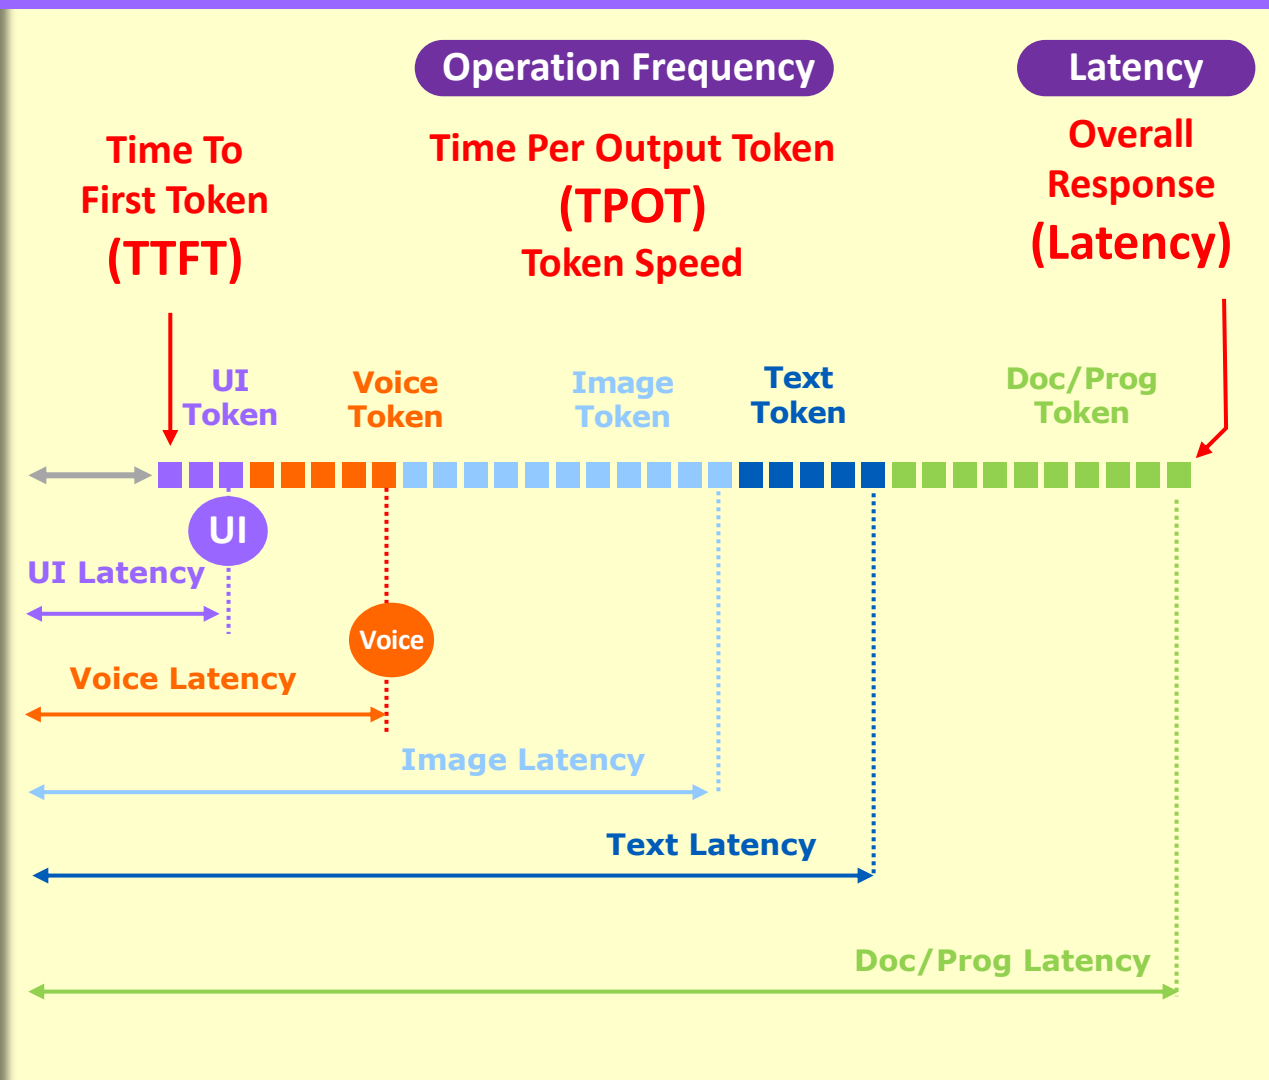 Operation Frequency
Latency
Time To
First Token
(TTFT)
Time Per Output Token
(TPOT)
Token Speed
Overall
Response
(Latency)
UI
Token
Voice
Token
Image
Token
Text
Token
Doc/Prog
Token
UI
UI Latency
Voice
Voice Latency
Image Latency
Text Latency
Doc/Prog Latency